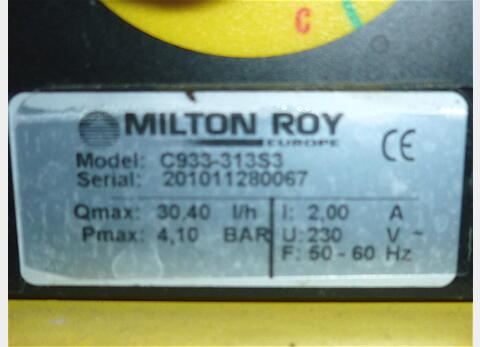 C
MILTON ROY
EUROPE
CE
Model: C933-313S3
Serial: 201011280067
Qmax: 30,40 l/h I: 2,00 A
Pmax: 4,10 BAR U: 230 V ~
F: 50 - 60 Hz